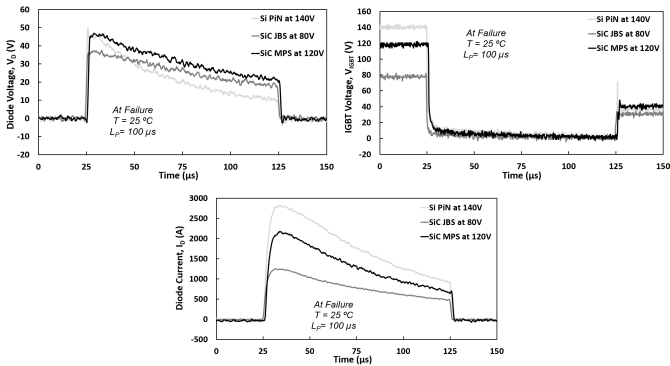 Diode Voltage, V_D (V)
60
50
40
30
20
10
0
-10
-20
Si PiN at 140V
SiC JBS at 80V
SiC MPS at 120V
At Failure
T = 25 ºC
L_P= 100 µs
0
25
50
75
100
125
150
Time (µs)
IGBT Voltage, V_IGBT (V)
160
140
120
100
80
60
40
20
0
-20
Si PiN at 140V
SiC JBS at 80V
SiC MPS at 120V
At Failure
T = 25 ºC
L_P= 100 µs
0
25
50
75
100
125
150
Time (µs)
Diode Current, I_D (A)
3000
2500
2000
1500
1000
500
0
-500
Si PiN at 140V
SiC JBS at 80V
SiC MPS at 120V
At Failure
T = 25 ºC
L_P= 100 µs
0
25
50
75
100
125
150
Time (µs)